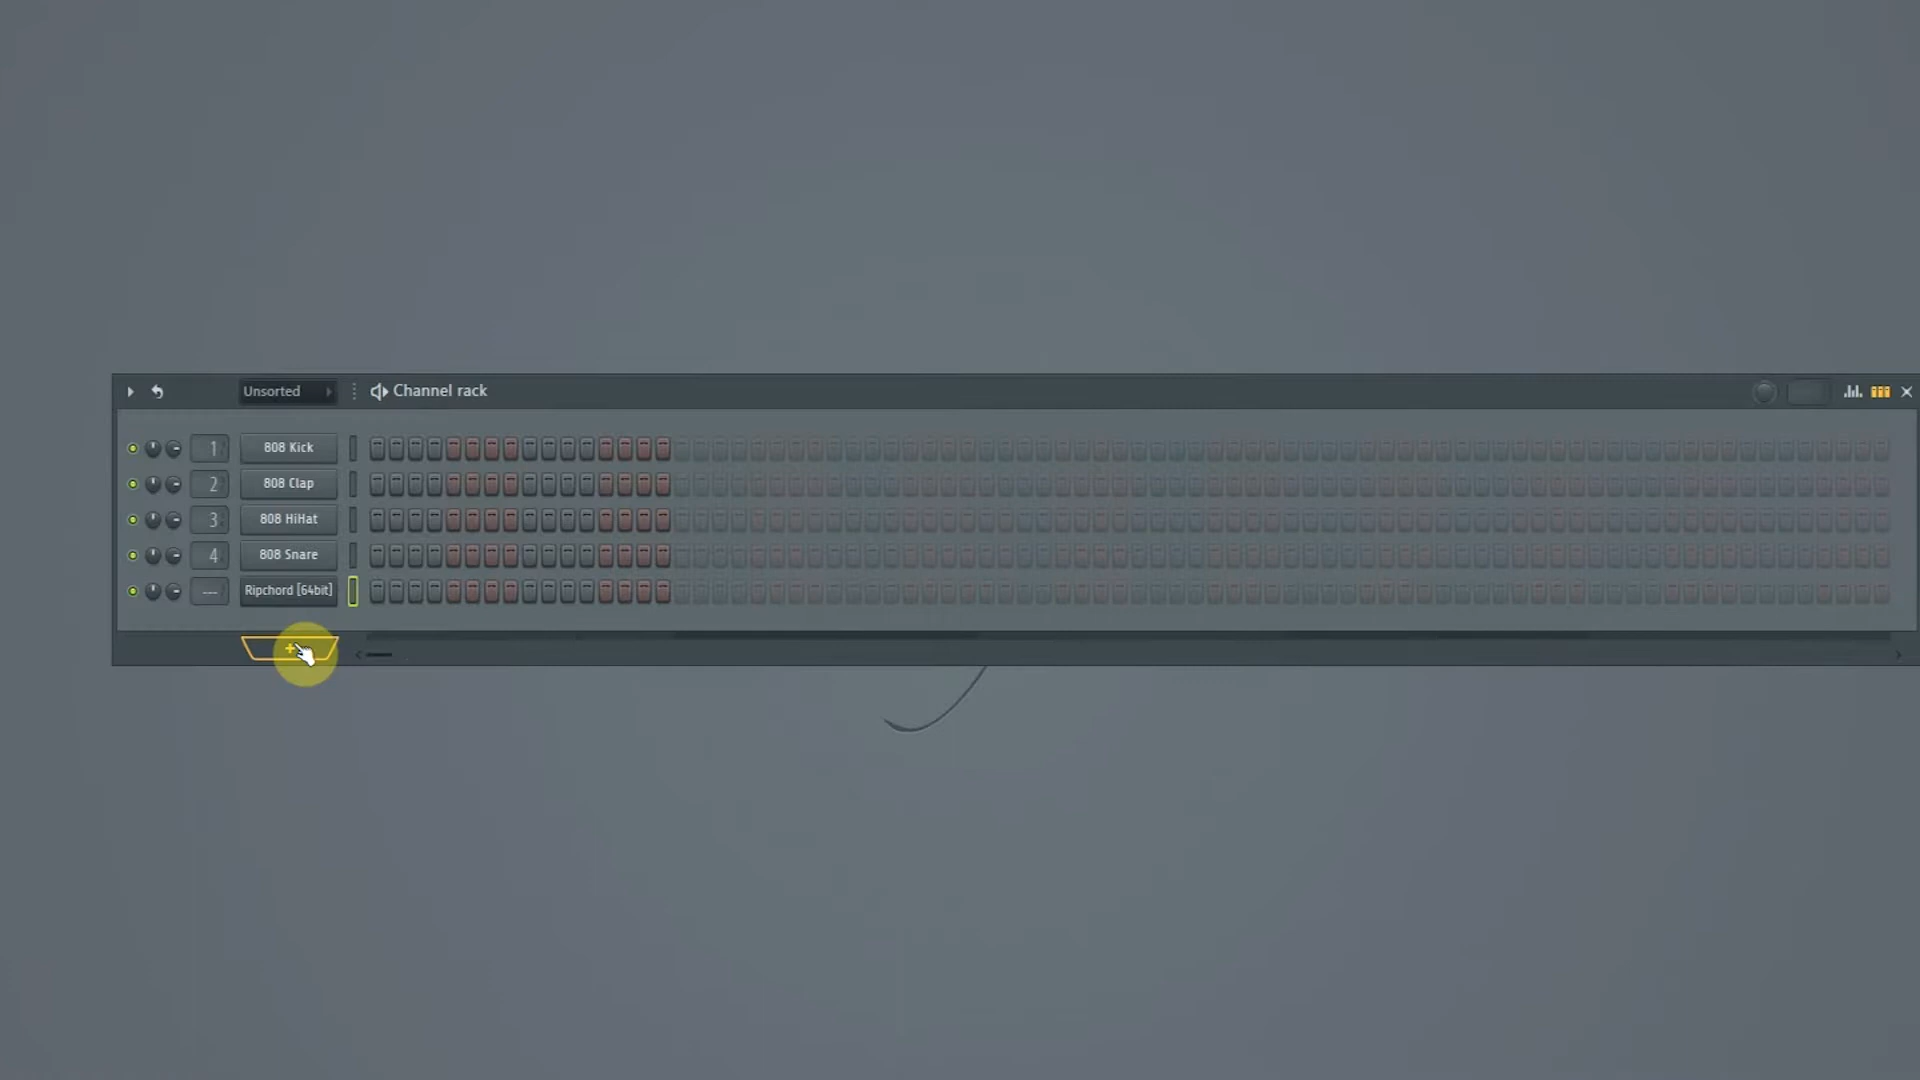 Unsorted
Channel rack
1 808 Kick
2 808 Clap
3 808 HiHat
4 808 Snare
--- Ripchord [64bit]
+